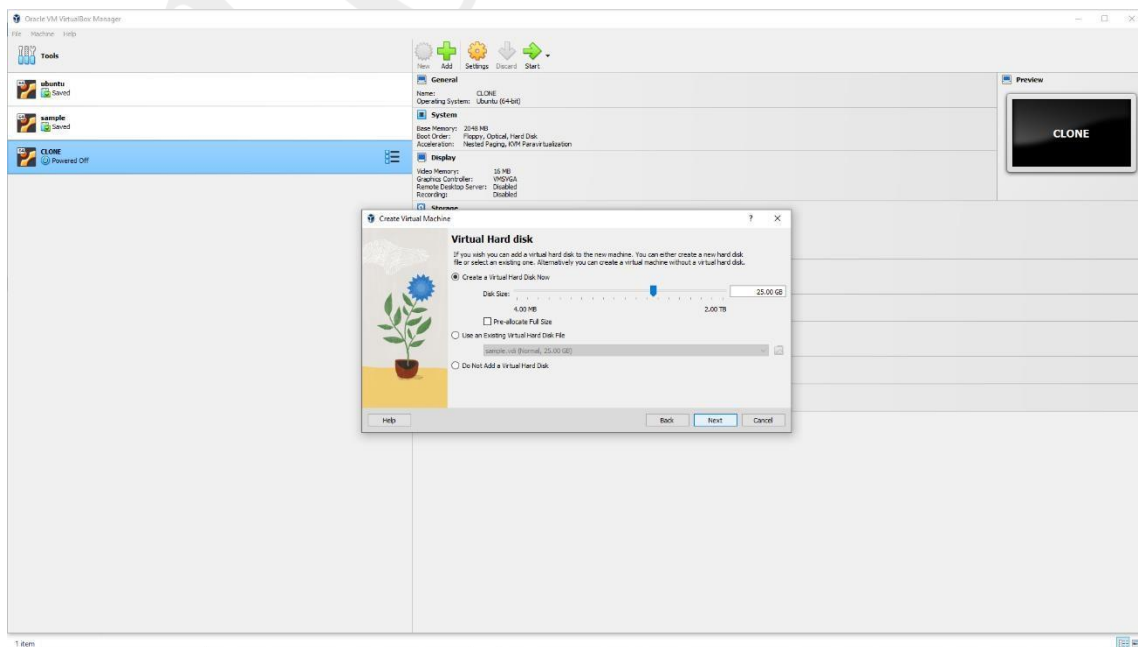 Oracle VM VirtualBox Manager
File Machine Help
Tools
New Add Settings Discard Start
ubuntu
Saved
sample
Saved
CLONE
Powered Off
General
Name: CLONE
Operating System: Ubuntu (64-bit)
System
Base Memory: 2048 MB
Boot Order: Floppy, Optical, Hard Disk
Acceleration: Nested Paging, KVM Paravirtualization
Display
Video Memory: 16 MB
Graphics Controller: VMSVGA
Remote Desktop Server: Disabled
Recording: Disabled
Storage
Preview
CLONE
Create Virtual Machine
Virtual Hard disk
If you wish you can add a virtual hard disk to the new machine. You can either create a new hard disk
file or select an existing one. Alternatively you can create a virtual machine without a virtual hard disk.
Create a Virtual Hard Disk Now
Disk Size: 25.00 GB
4.00 MB 2.00 TB
Pre-allocate Full Size
Use an Existing Virtual Hard Disk File
sample.vdi (Normal, 25.00 GB)
Do Not Add a Virtual Hard Disk
Help Back Next Cancel
1 item